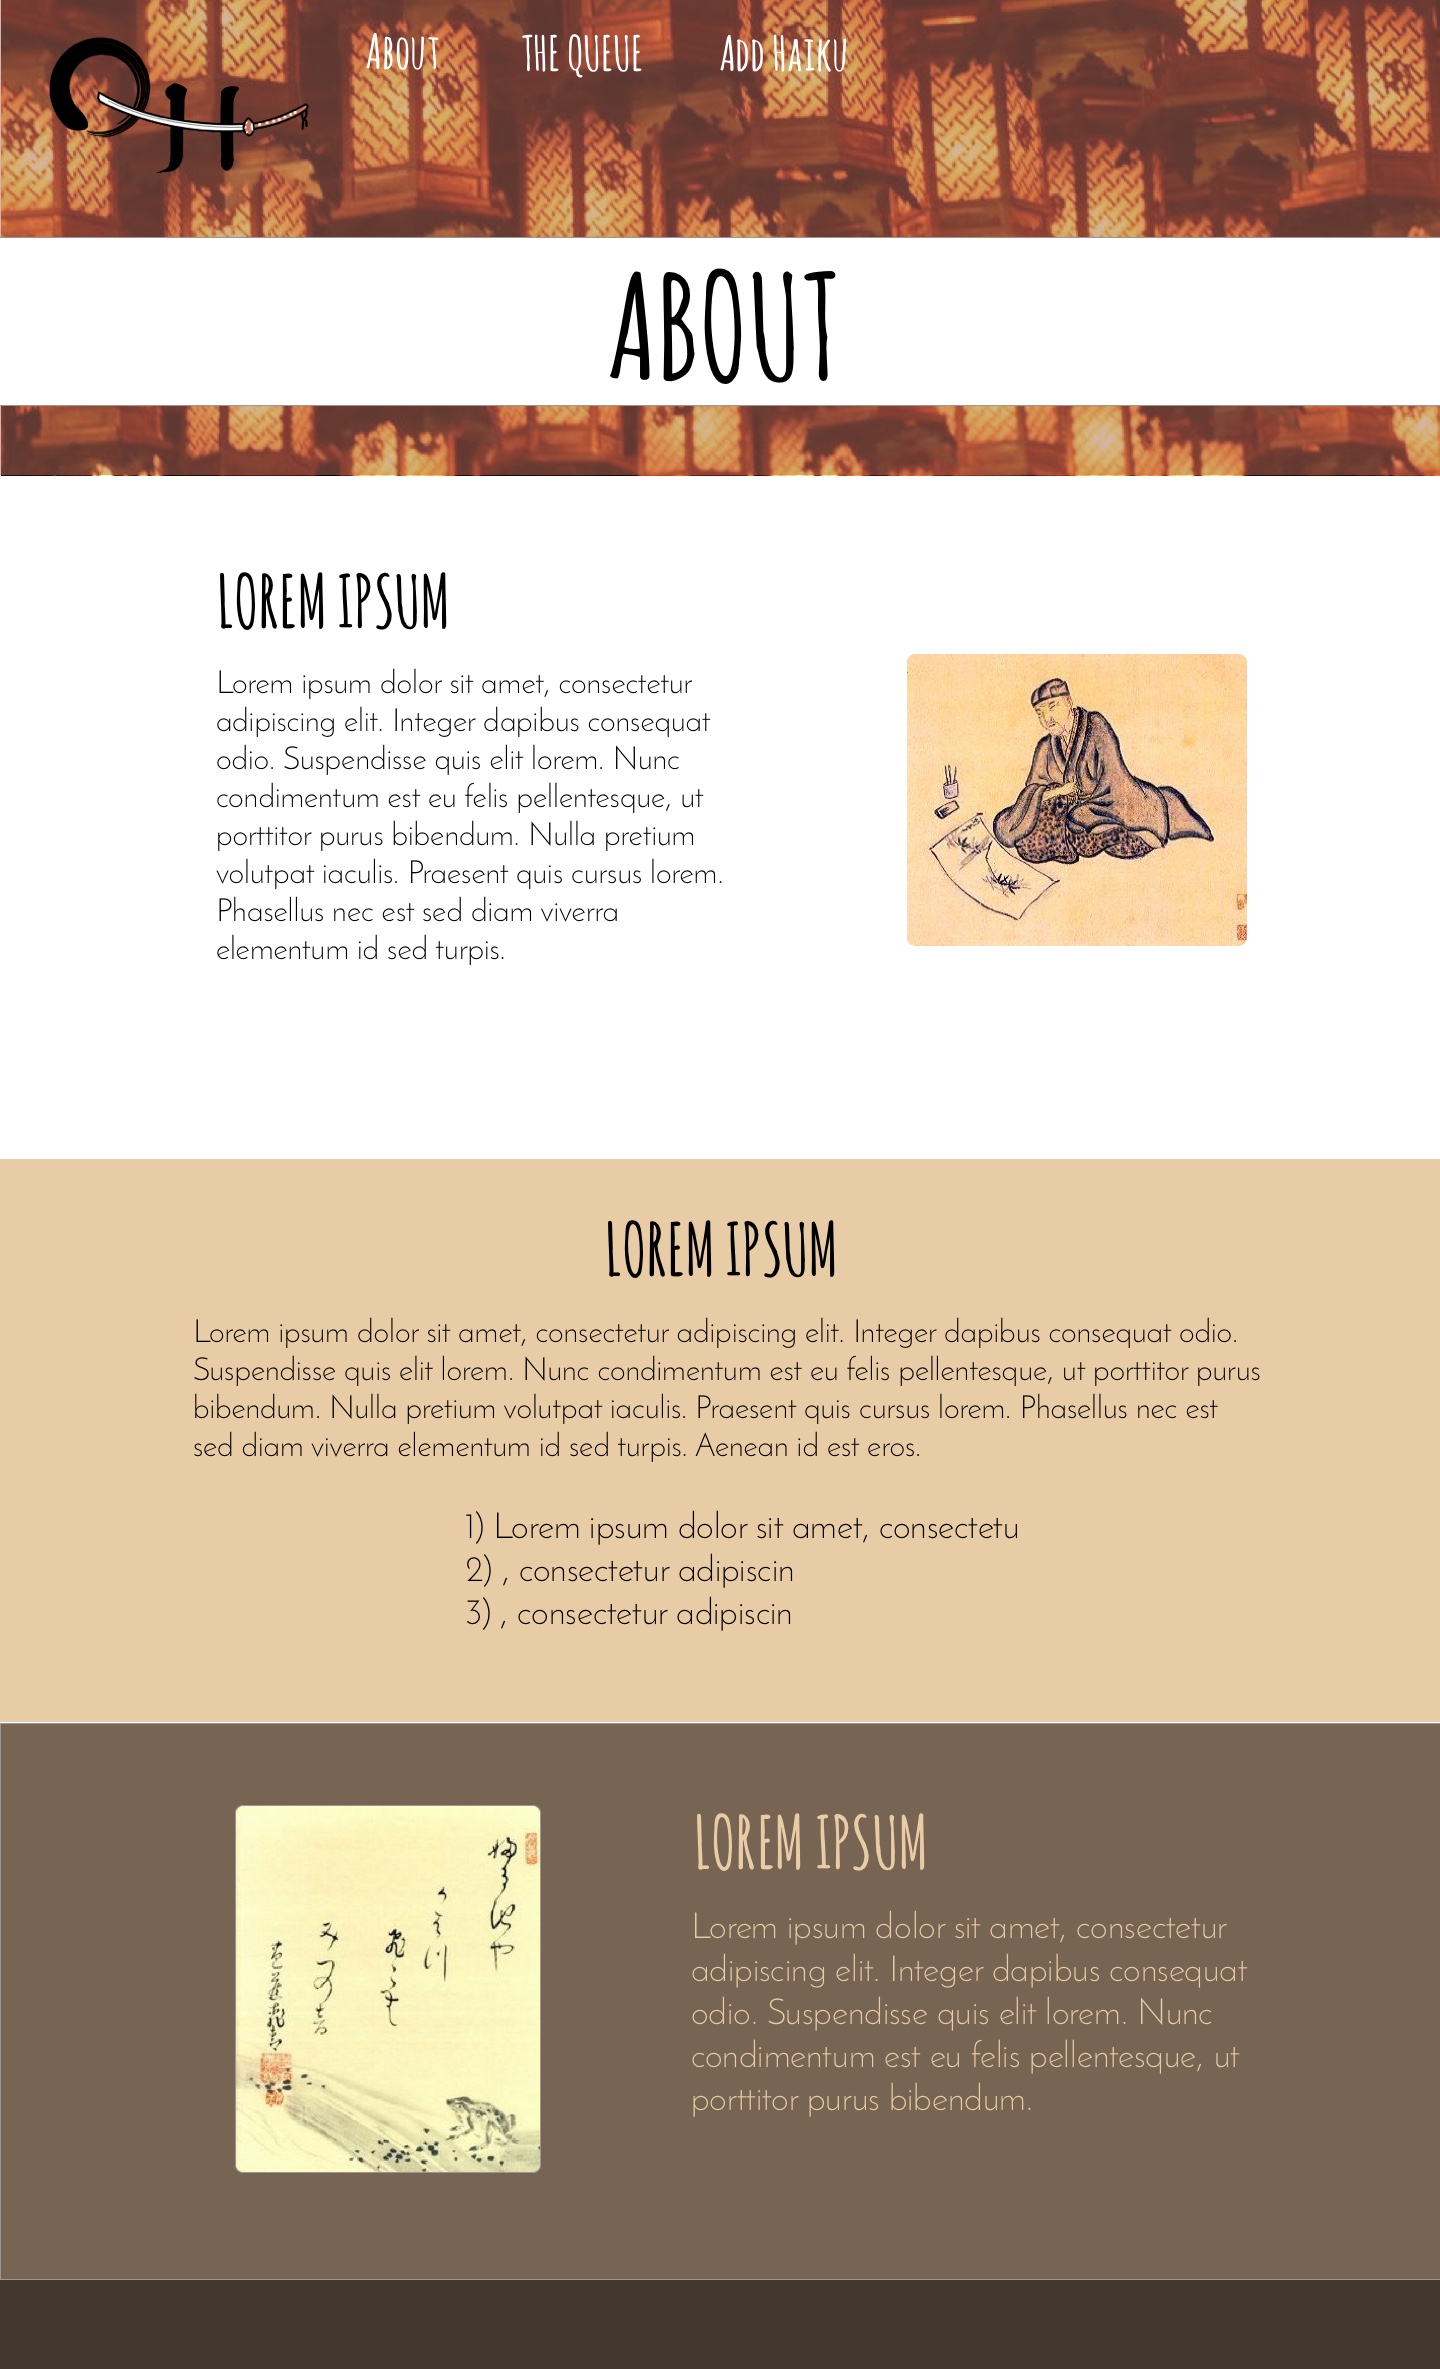 QH
About THE QUEUE Add Haiku
ABOUT
LOREM IPSUM
Lorem ipsum dolor sit amet, consectetur
adipiscing elit. Integer dapibus consequat
odio. Suspendisse quis elit lorem. Nunc
condimentum est eu felis pellentesque, ut
porttitor purus bibendum. Nulla pretium
volutpat iaculis. Praesent quis cursus lorem.
Phasellus nec est sed diam viverra
elementum id sed turpis.
LOREM IPSUM
Lorem ipsum dolor sit amet, consectetur adipiscing elit. Integer dapibus consequat odio.
Suspendisse quis elit lorem. Nunc condimentum est eu felis pellentesque, ut porttitor purus
bibendum. Nulla pretium volutpat iaculis. Praesent quis cursus lorem. Phasellus nec est
sed diam viverra elementum id sed turpis. Aenean id est eros.
1) Lorem ipsum dolor sit amet, consectetu
2) , consectetur adipiscin
3) , consectetur adipiscin
LOREM IPSUM
Lorem ipsum dolor sit amet, consectetur
adipiscing elit. Integer dapibus consequat
odio. Suspendisse quis elit lorem. Nunc
condimentum est eu felis pellentesque, ut
porttitor purus bibendum.